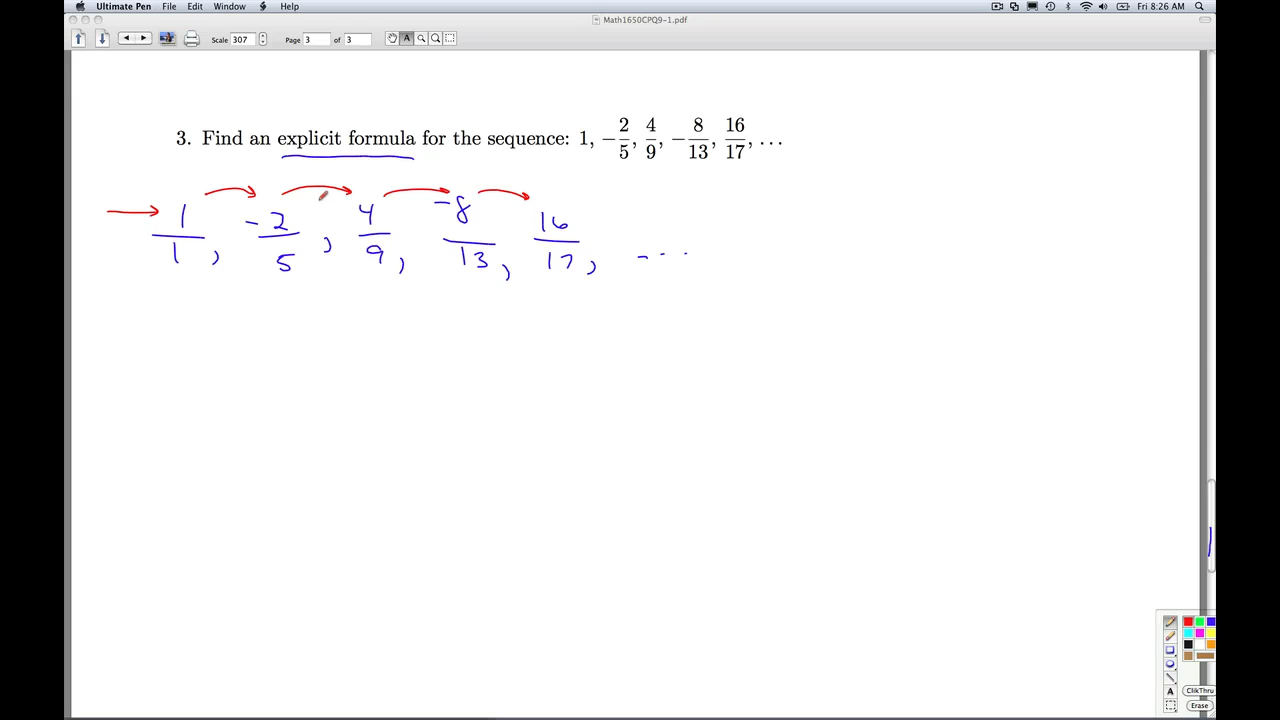 Ultimate Pen File Edit Window Help Fri 8:26 AM
Math1650CPQ9-1.pdf
Scale 307 Page 3 of 3 A
3. Find an explicit formula for the sequence: 1, −2/5, 4/9, −8/13, 16/17, …
1/1, −2/5, 4/9, −8/13, 16/17, ...
A
ClikThru
Erase